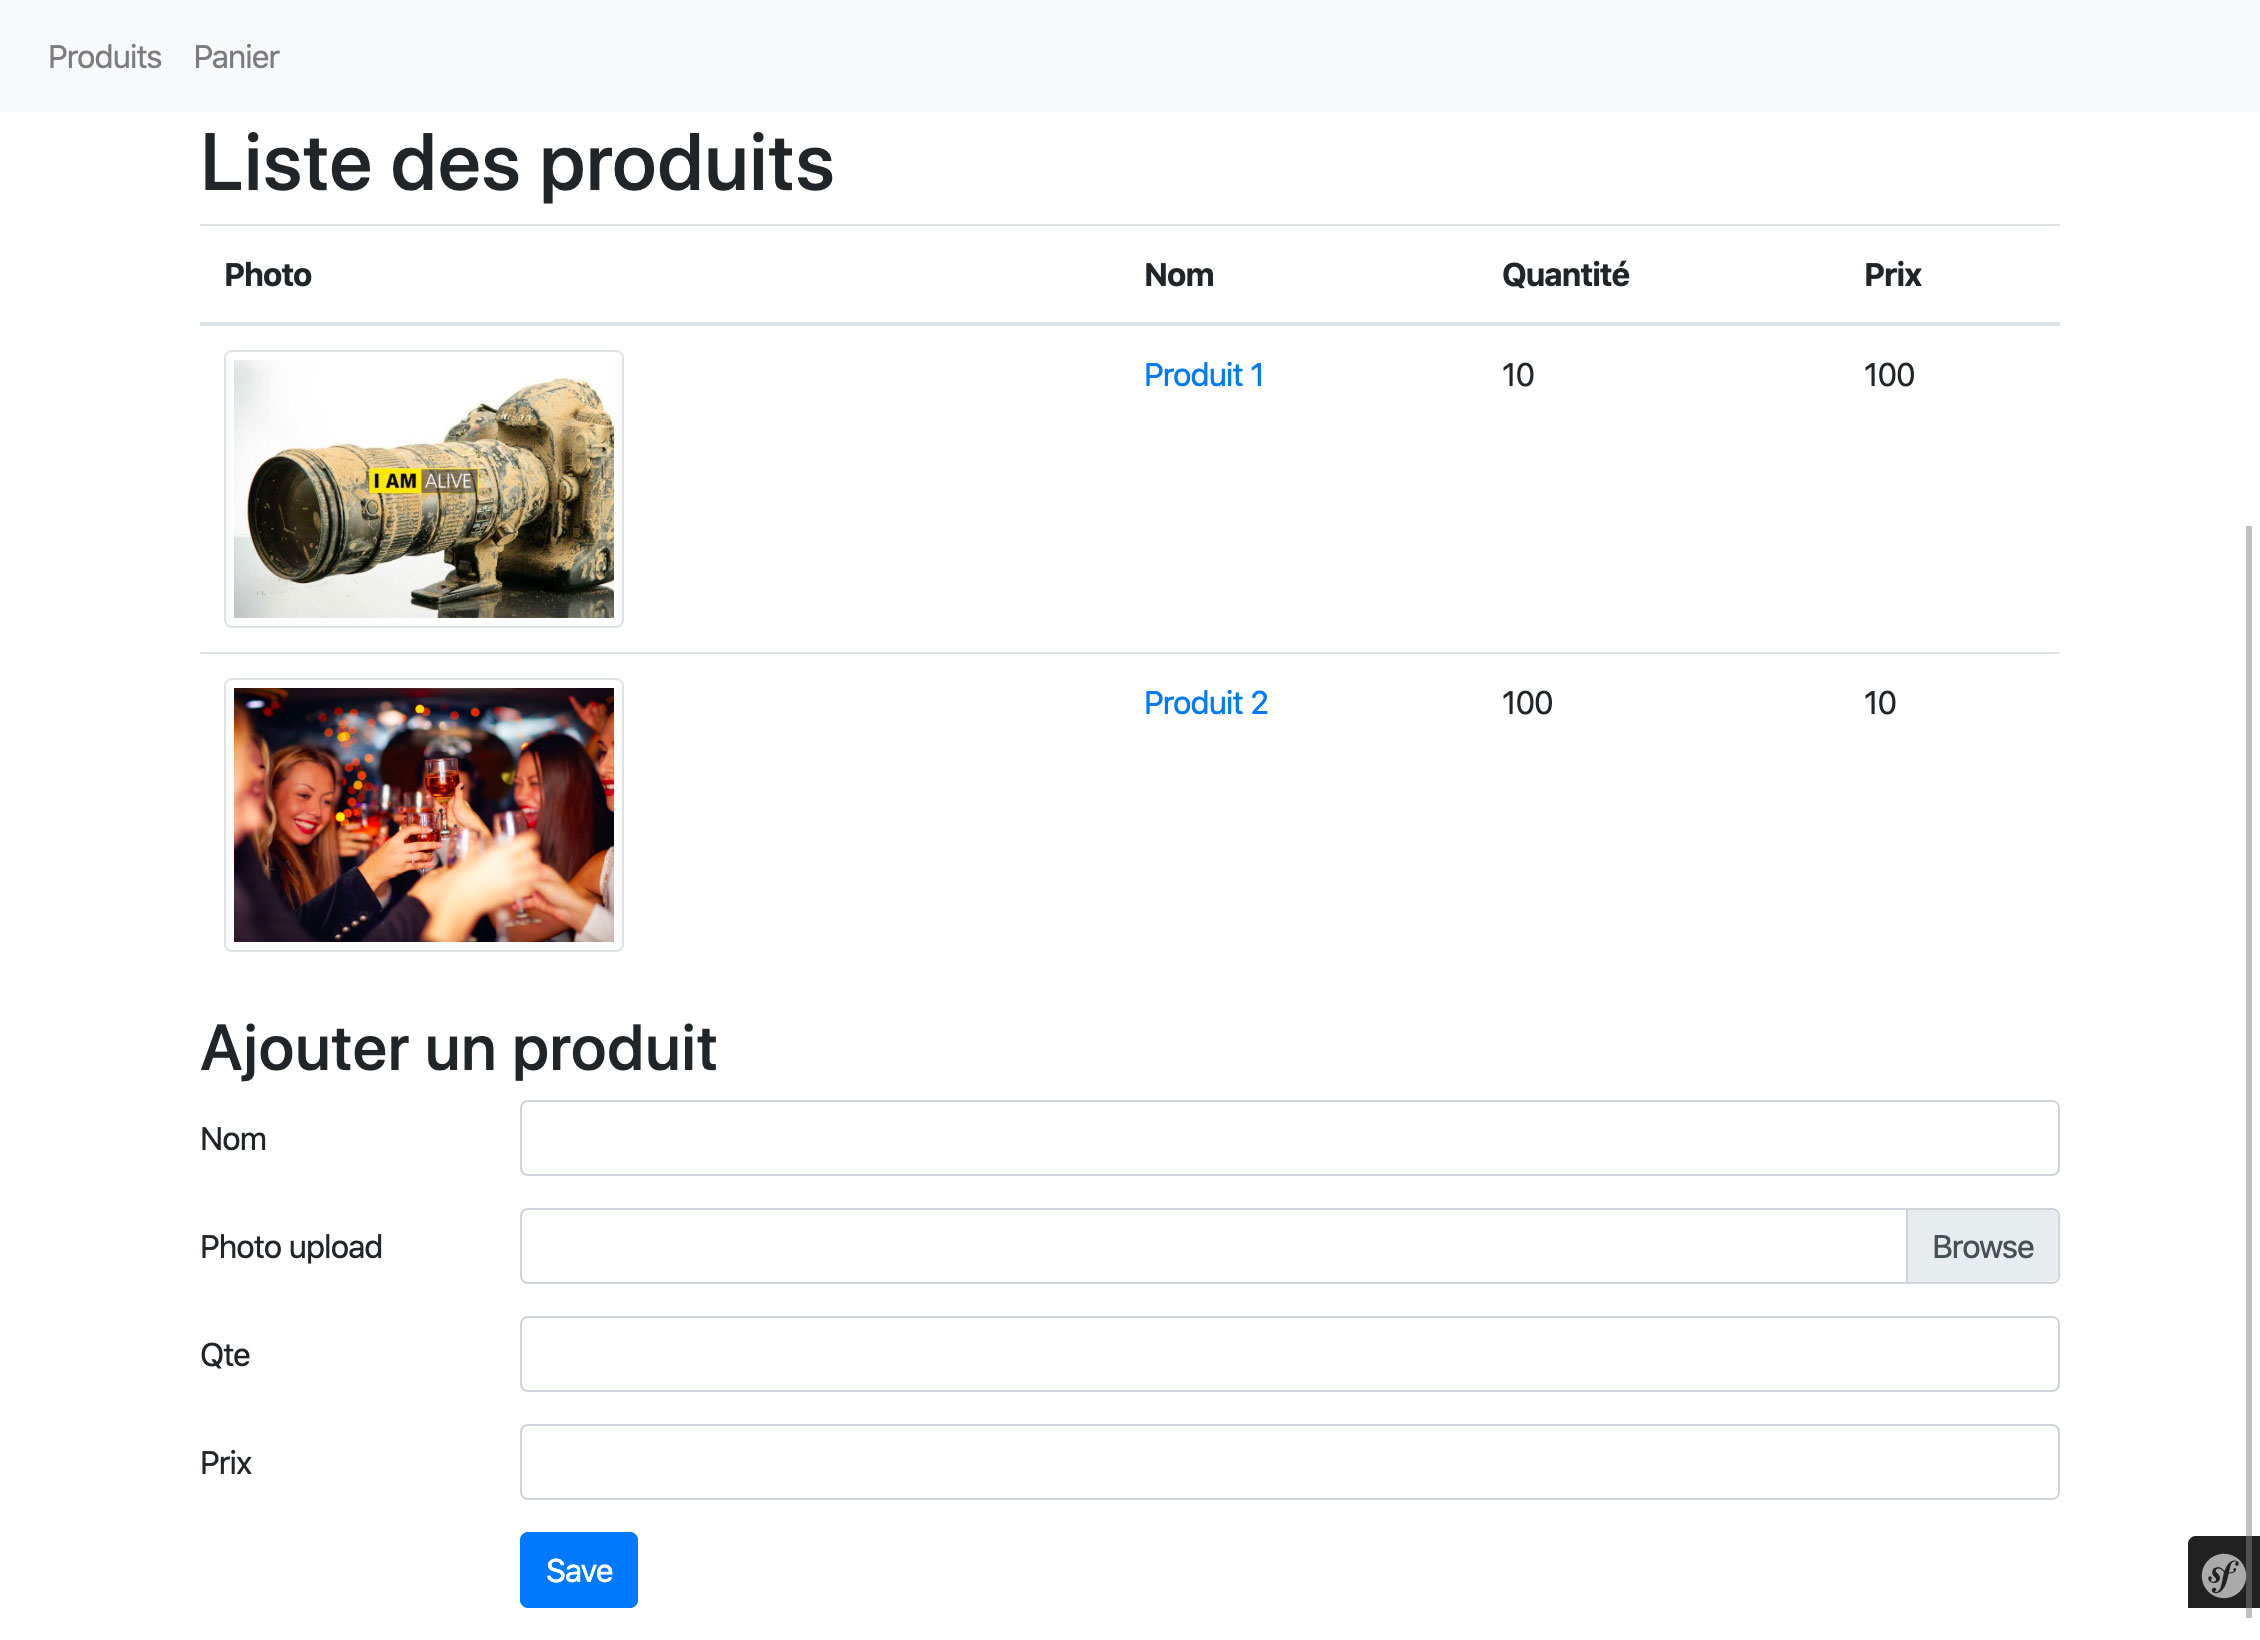 Produits Panier
Liste des produits
Photo Nom Quantité Prix
Produit 1 10 100
I AM ALIVE
Produit 2 100 10
Ajouter un produit
Nom
Photo upload Browse
Qte
Prix
Save
sf